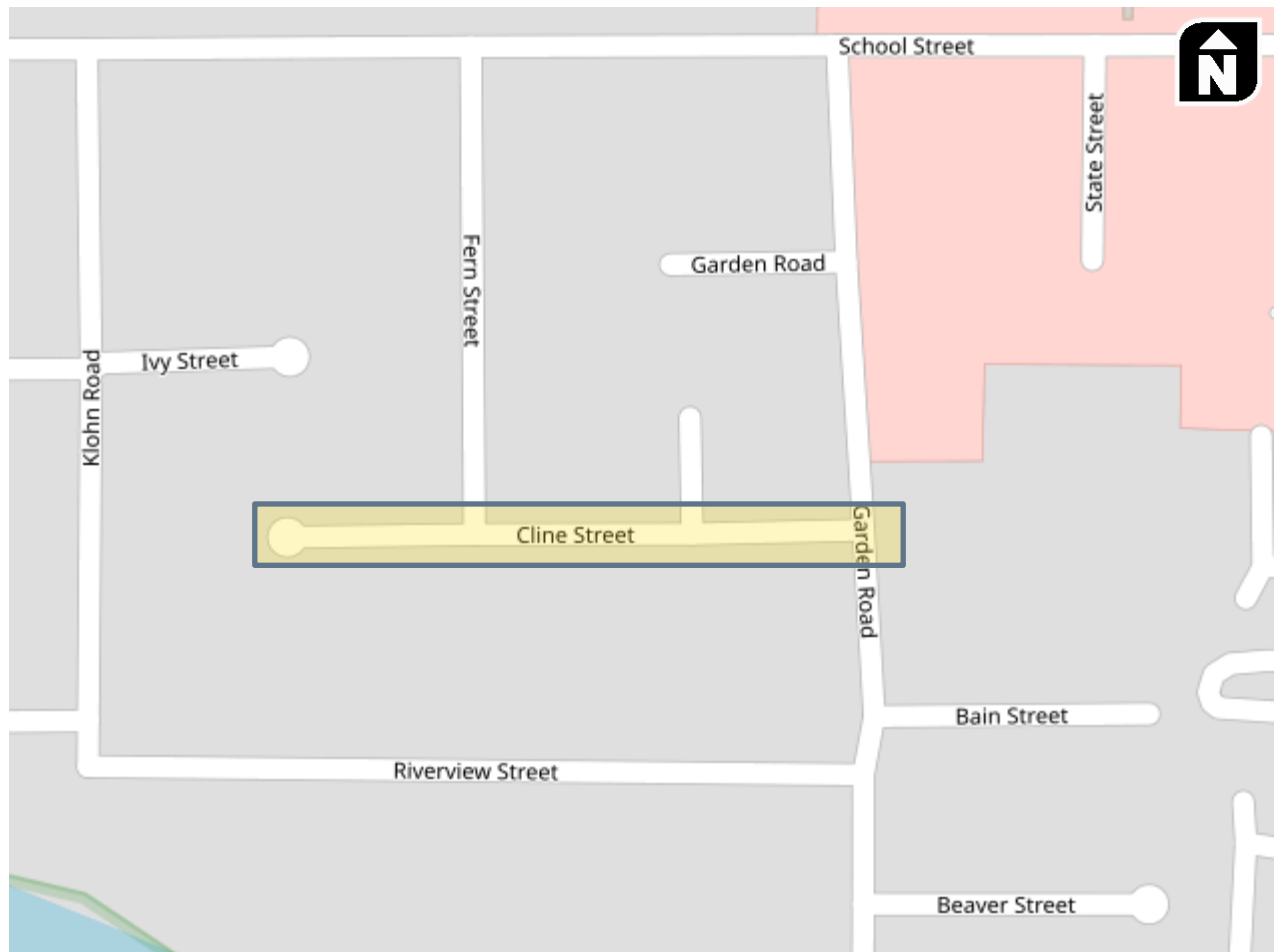 School Street
N
State Street
Fern Street
Garden Road
Ivy Street
Klohn Road
Cline Street
Garden Road
Bain Street
Riverview Street
Beaver Street